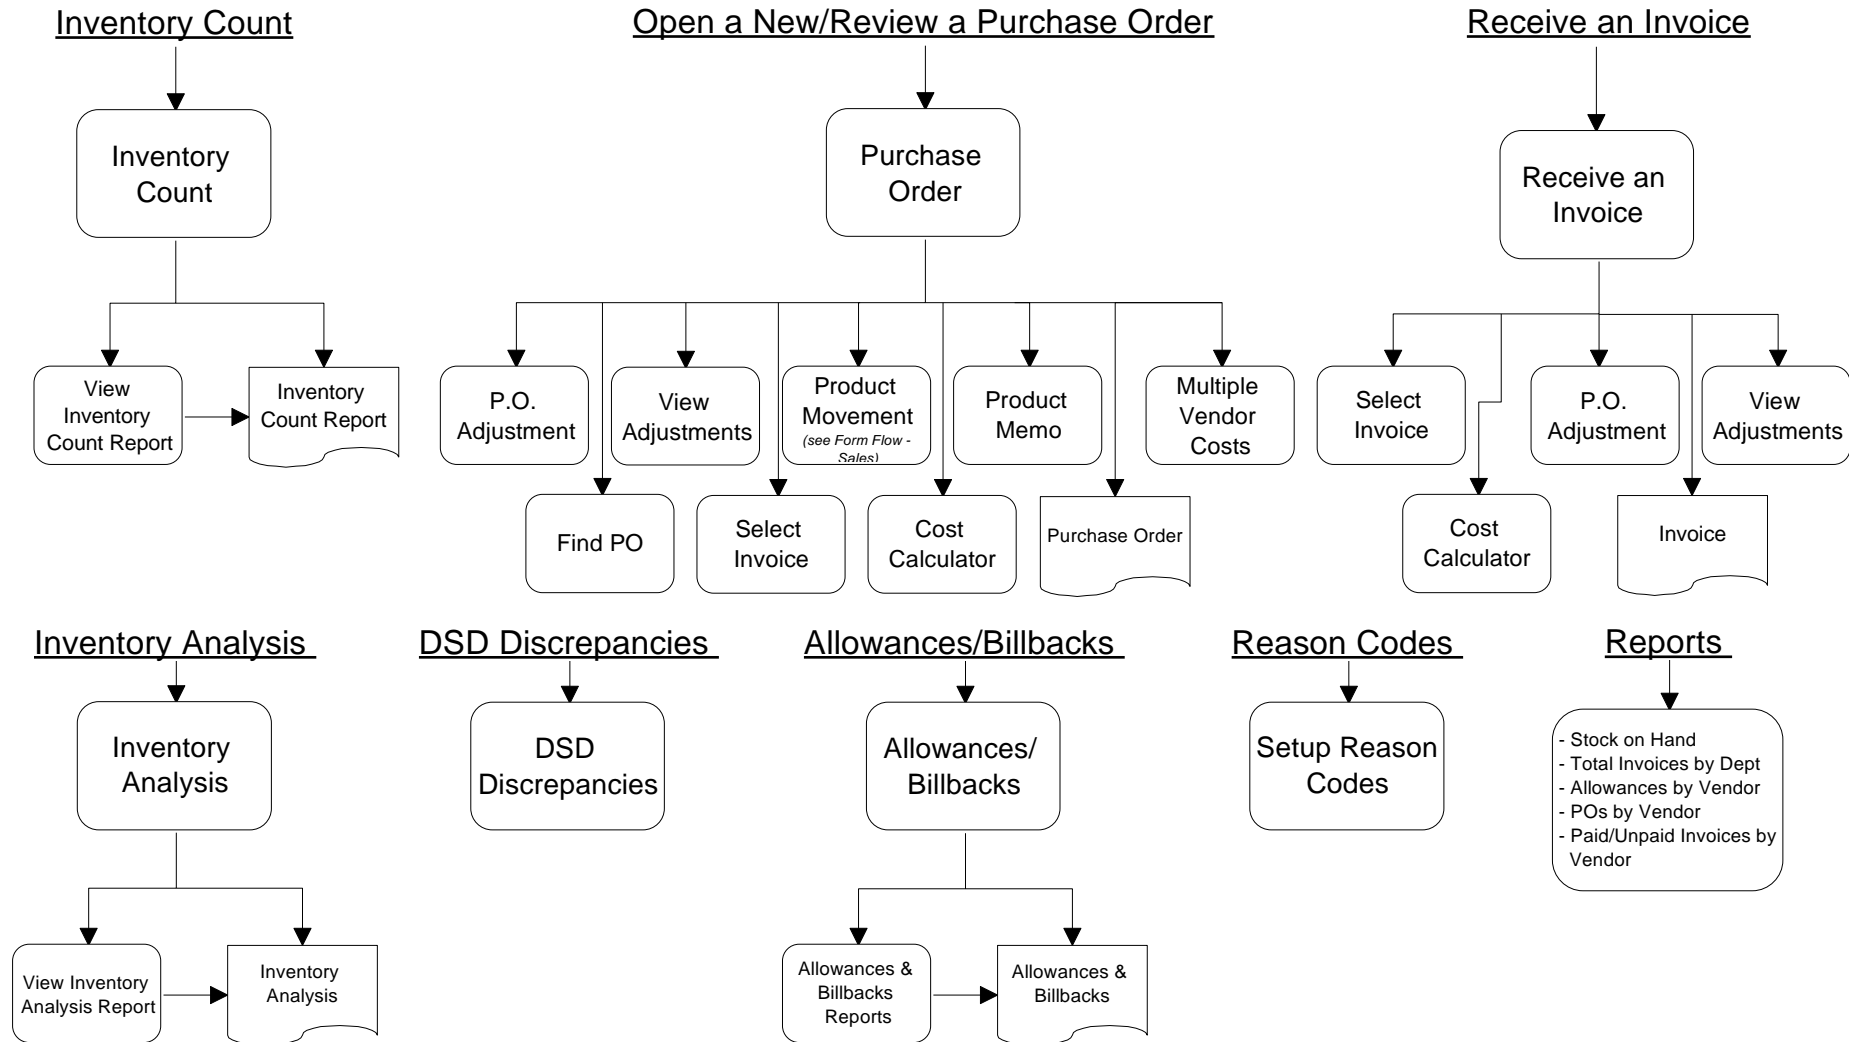 Inventory Count
Open a New/Review a Purchase Order
Receive an Invoice
Inventory
Count
Purchase
Order
Receive an
Invoice
View
Inventory
Count Report
Inventory
Count Report
P.O.
Adjustment
View
Adjustments
Product
Movement
(see Form Flow -
Sales)
Product
Memo
Multiple
Vendor
Costs
Select
Invoice
P.O.
Adjustment
View
Adjustments
Find PO
Select
Invoice
Cost
Calculator
Purchase Order
Cost
Calculator
Invoice
Inventory Analysis
DSD Discrepancies
Allowances/Billbacks
Reason Codes
Reports
Inventory
Analysis
DSD
Discrepancies
Allowances/
Billbacks
Setup Reason
Codes
- Stock on Hand
- Total Invoices by Dept
- Allowances by Vendor
- POs by Vendor
- Paid/Unpaid Invoices by
Vendor
View Inventory
Analysis Report
Inventory
Analysis
Allowances &
Billbacks
Reports
Allowances &
Billbacks